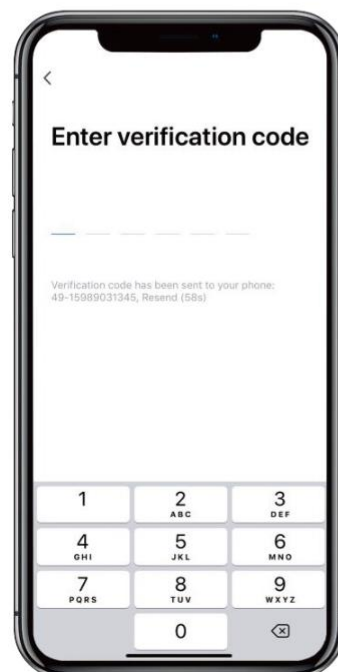 Enter verification code
Verification code has been sent to your phone:
49-15989031345, Resend (58s)
1
2
ABC
3
DEF
4
GHI
5
JKL
6
MNO
7
PQRS
8
TUV
9
WXYZ
0